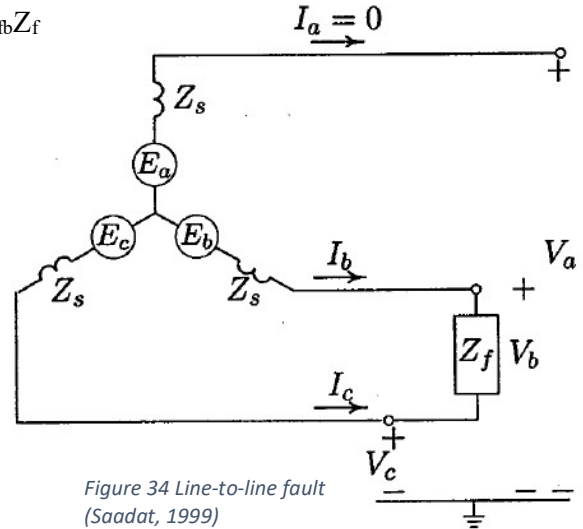 fbZf
Ia = 0
+
Zs
Ea
Ec
Eb
Zs
Zs
Ib
+
Va
Zf
Vb
Ic
+
Vc
Figure 34 Line-to-line fault
(Saadat, 1999)